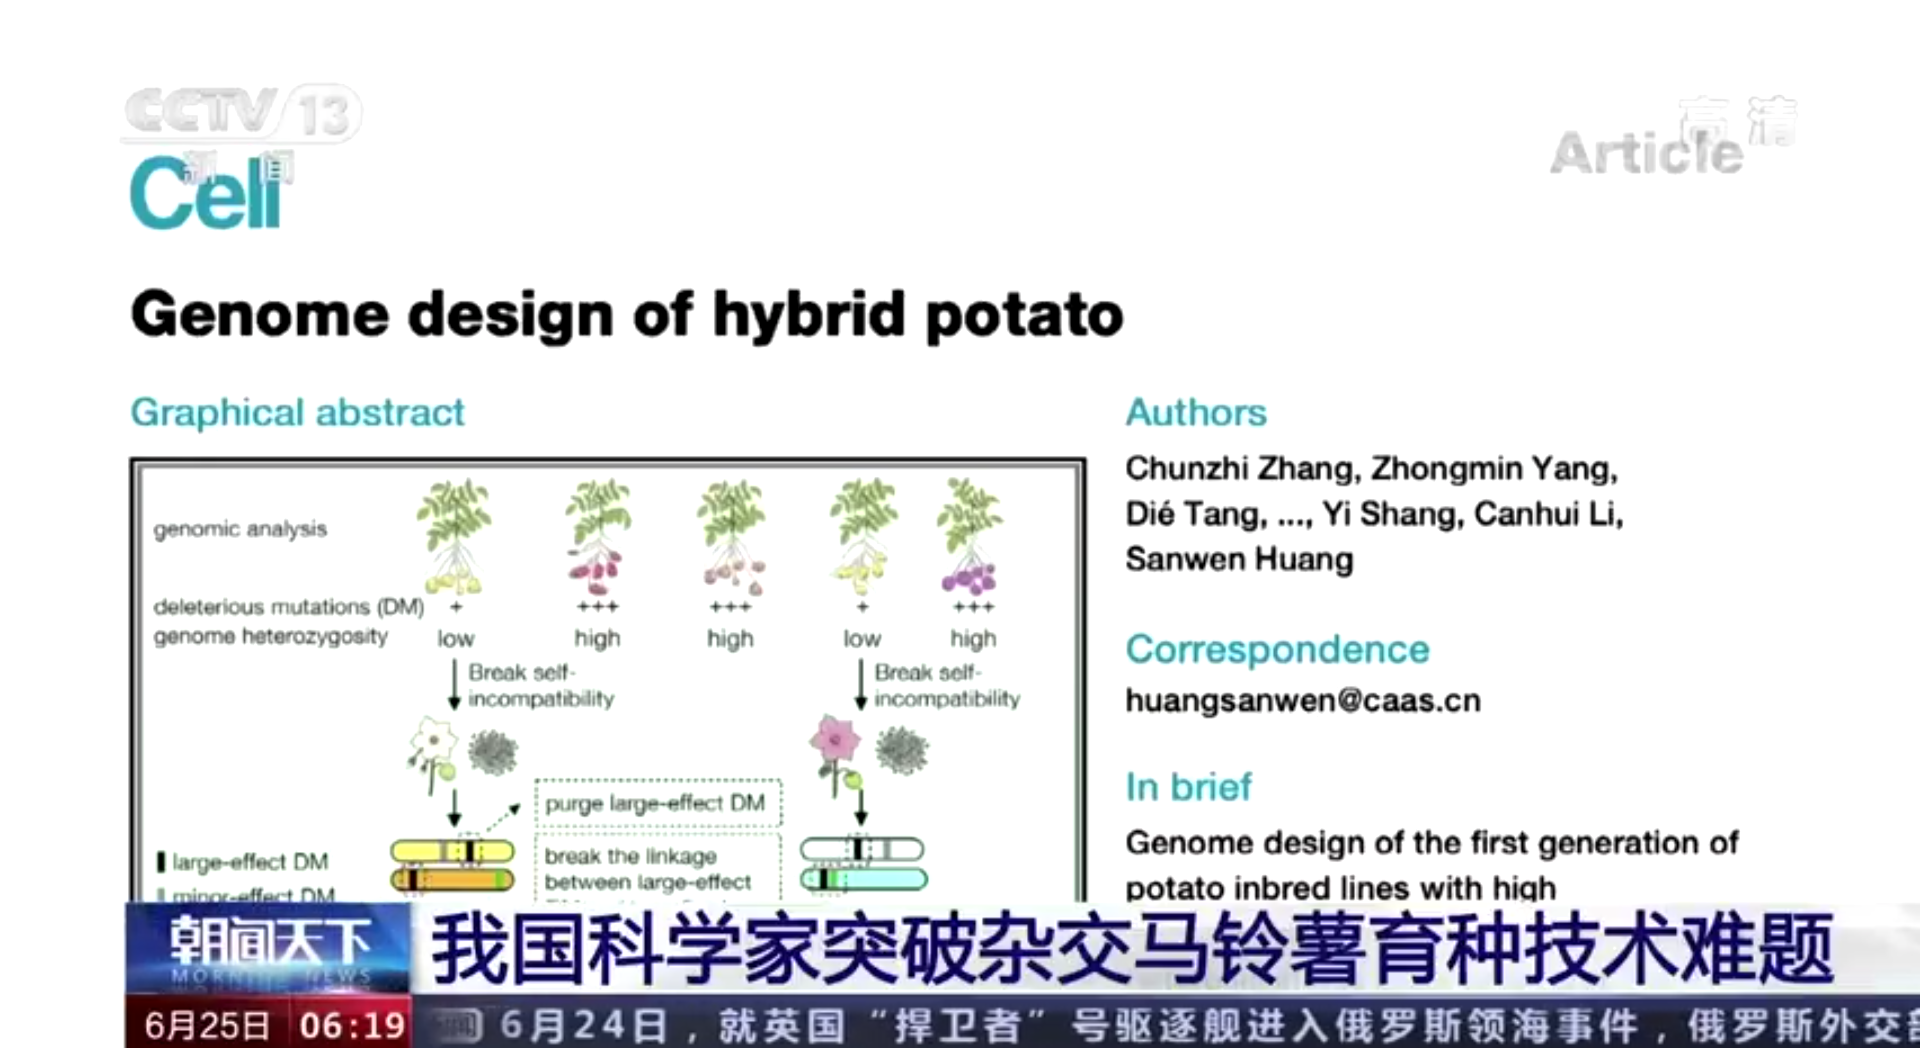 CCTV 13
新闻
高清
Article
Cell
Genome design of hybrid potato
Graphical abstract
genomic analysis
deleterious mutations (DM) + +++ +++ + +++
genome heterozygosity low high high low high
Break self-
incompatibility
Break self-
incompatibility
purge large-effect DM
break the linkage
between large-effect
large-effect DM
minor-effect DM
Authors
Chunzhi Zhang, Zhongmin Yang,
Dié Tang, ..., Yi Shang, Canhui Li,
Sanwen Huang
Correspondence
huangsanwen@caas.cn
In brief
Genome design of the first generation of
potato inbred lines with high
朝闻天下
MORNING NEWS
我国科学家突破杂交马铃薯育种技术难题
6月25日 06:19
6月24日，就英国“捍卫者”号驱逐舰进入俄罗斯领海事件，俄罗斯外交